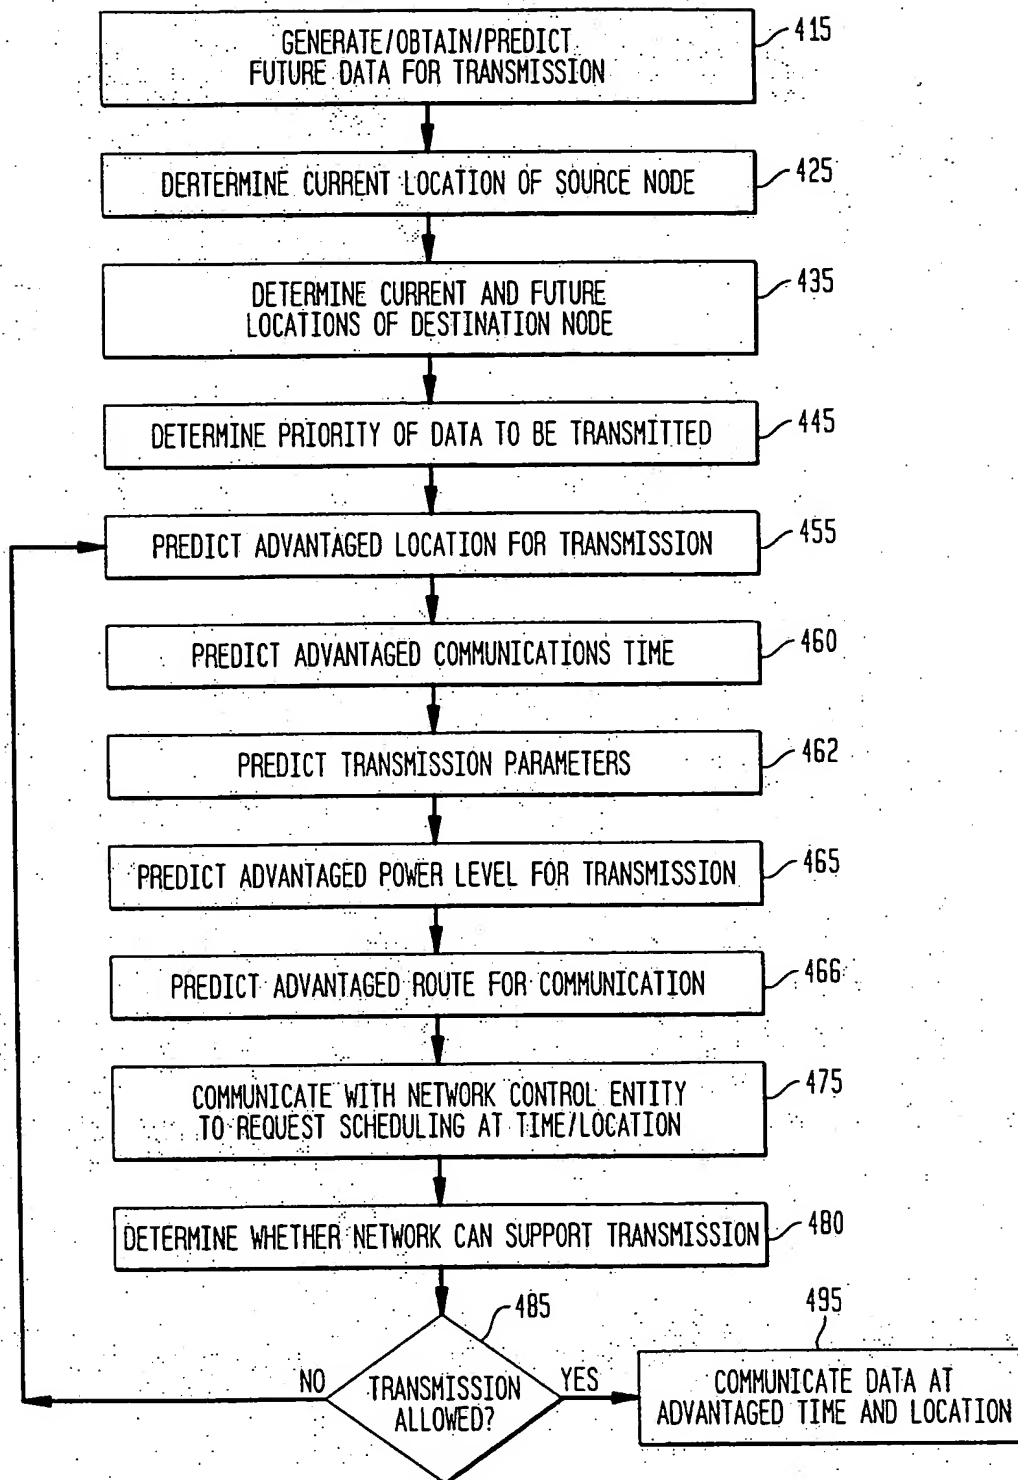 GENERATE/OBTAIN/PREDICT
FUTURE DATA FOR TRANSMISSION
415
DERTERMINE CURRENT LOCATION OF SOURCE NODE
425
DETERMINE CURRENT AND FUTURE
LOCATIONS OF DESTINATION NODE
435
DETERMINE PRIORITY OF DATA TO BE TRANSMITTED
445
PREDICT ADVANTAGED LOCATION FOR TRANSMISSION
455
PREDICT ADVANTAGED COMMUNICATIONS TIME
460
PREDICT TRANSMISSION PARAMETERS
462
PREDICT ADVANTAGED POWER LEVEL FOR TRANSMISSION
465
PREDICT ADVANTAGED ROUTE FOR COMMUNICATION
466
COMMUNICATE WITH NETWORK CONTROL ENTITY
TO REQUEST SCHEDULING AT TIME/LOCATION
475
DETERMINE WHETHER NETWORK CAN SUPPORT TRANSMISSION
480
485
TRANSMISSION
ALLOWED?
NO
YES
495
COMMUNICATE DATA AT
ADVANTAGED TIME AND LOCATION